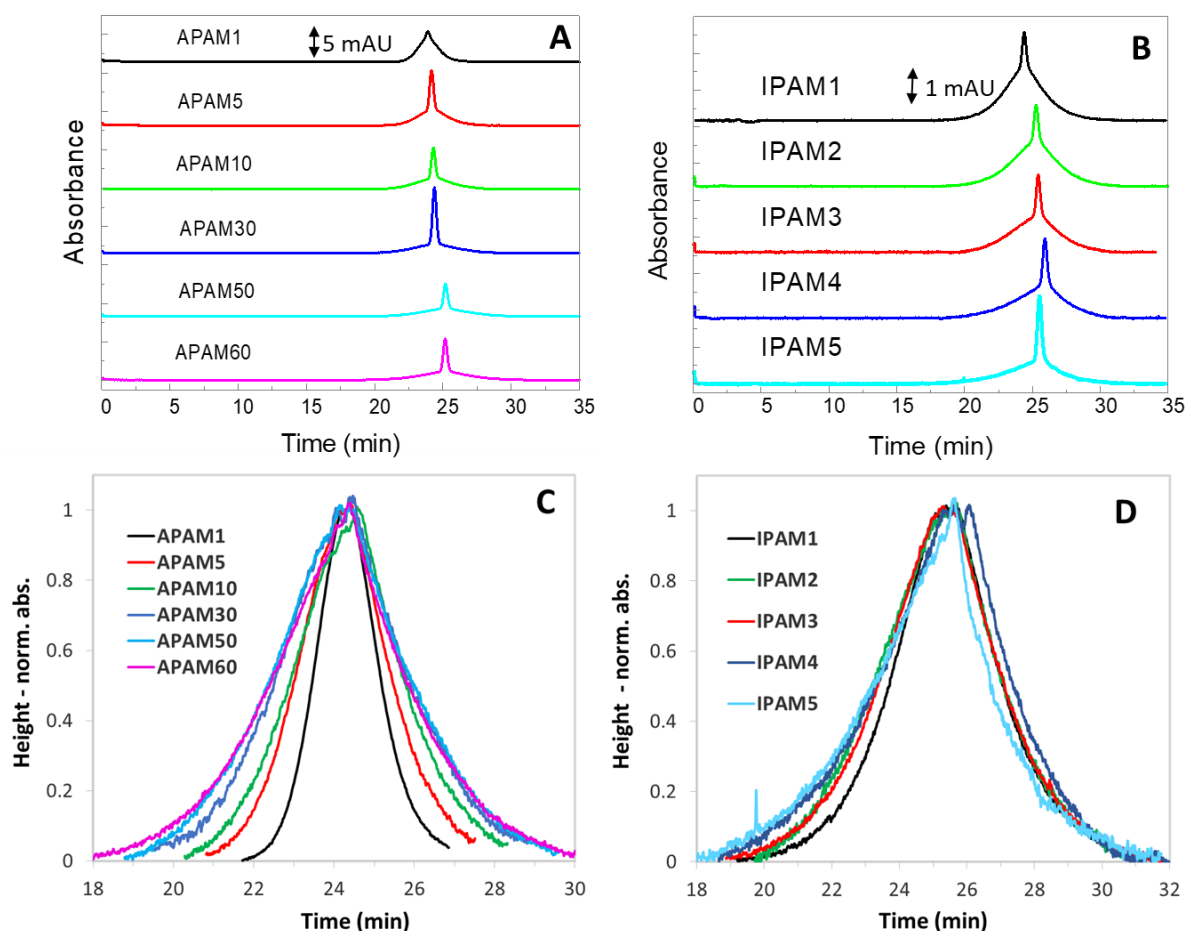 A
APAM1
5 mAU
APAM5
APAM10
APAM30
APAM50
APAM60
Absorbance
0 5 10 15 20 25 30 35
Time (min)
B
IPAM1
1 mAU
IPAM2
IPAM3
IPAM4
IPAM5
Absorbance
0 5 10 15 20 25 30 35
Time (min)
C
1
0.8
0.6
0.4
0.2
0
Height - norm. abs.
APAM1
APAM5
APAM10
APAM30
APAM50
APAM60
18 20 22 24 26 28 30
Time (min)
D
1
0.8
0.6
0.4
0.2
0
Height - norm. abs.
IPAM1
IPAM2
IPAM3
IPAM4
IPAM5
18 20 22 24 26 28 30 32
Time (min)